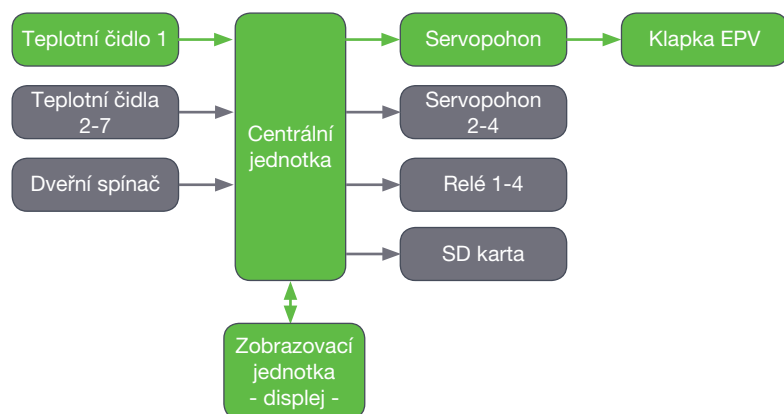 Teplotní čidlo 1
Servopohon
Klapka EPV
Teplotní čidla
2-7
Centrální
jednotka
Servopohon
2-4
Dveřní spínač
Relé 1-4
SD karta
Zobrazovací
jednotka
- displej -